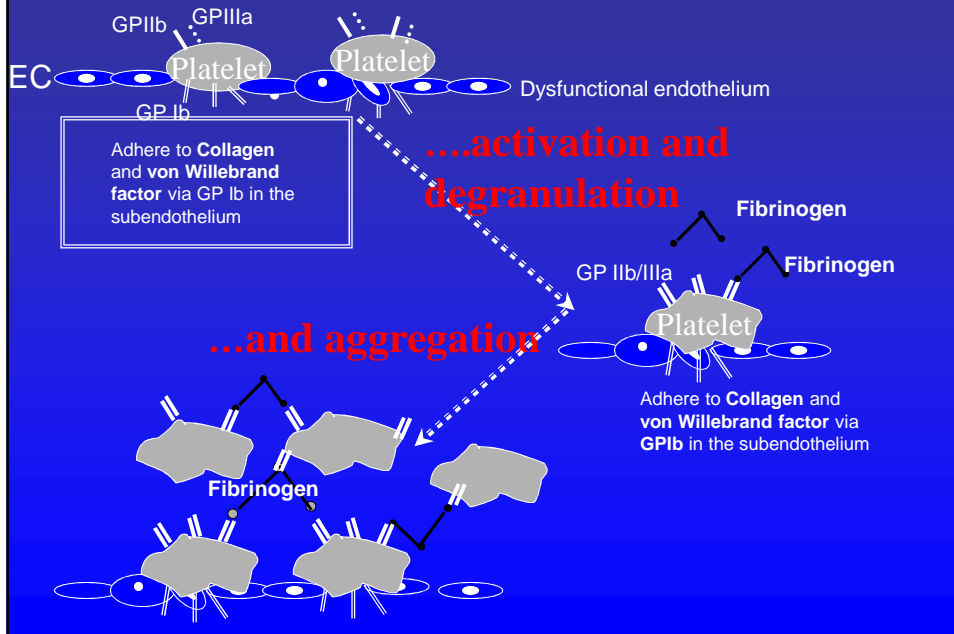 GPIIb
GPIIIa
Platelet
Platelet
EC
Dysfunctional endothelium
GP Ib
Adhere to Collagen
and von Willebrand
factor via GP Ib in the
subendothelium
....activation and
degranulation
Fibrinogen
Fibrinogen
GP IIb/IIIa
Platelet
…and aggregation
Adhere to Collagen and
von Willebrand factor via
GPIb in the subendothelium
Fibrinogen